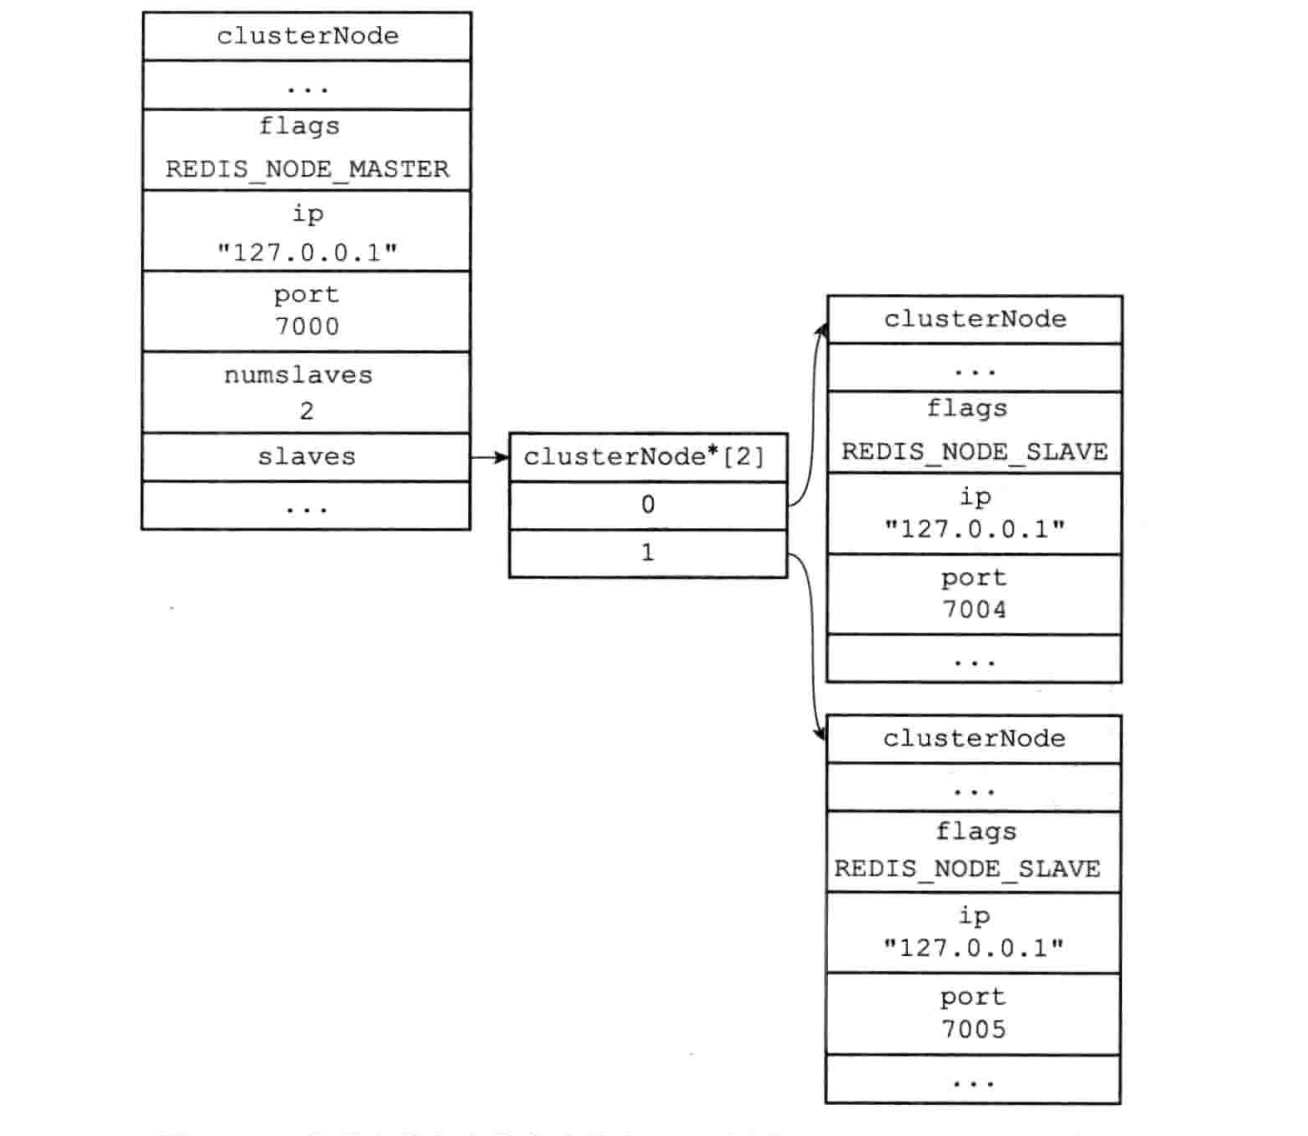 clusterNode
...
flags
REDIS_NODE_MASTER
ip
"127.0.0.1"
port
7000
numslaves
2
slaves
...
clusterNode*[2]
0
1
clusterNode
...
flags
REDIS_NODE_SLAVE
ip
"127.0.0.1"
port
7004
...
clusterNode
...
flags
REDIS_NODE_SLAVE
ip
"127.0.0.1"
port
7005
...